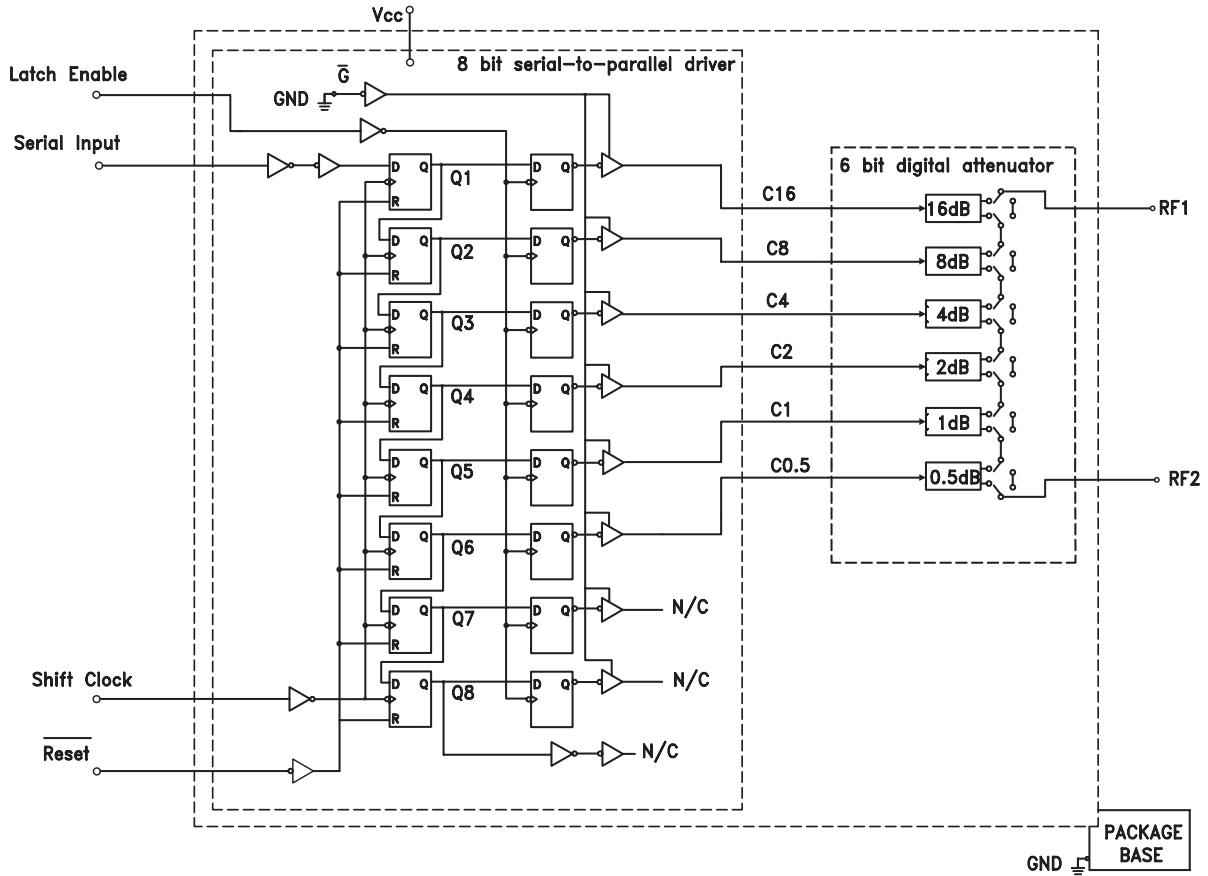 Vcc
8 bit serial-to-parallel driver
Latch Enable
G̅
GND
Serial Input
D Q
R
Q1
D Q
C16
6 bit digital attenuator
16dB
RF1
D Q
R
Q2
D Q
C8
8dB
D Q
R
Q3
D Q
C4
4dB
D Q
R
Q4
D Q
C2
2dB
D Q
R
Q5
D Q
C1
1dB
D Q
R
Q6
D Q
C0.5
0.5dB
RF2
D Q
R
Q7
D Q
N/C
D Q
R
Q8
D Q
N/C
N/C
Shift Clock
Reset
PACKAGE
BASE
GND